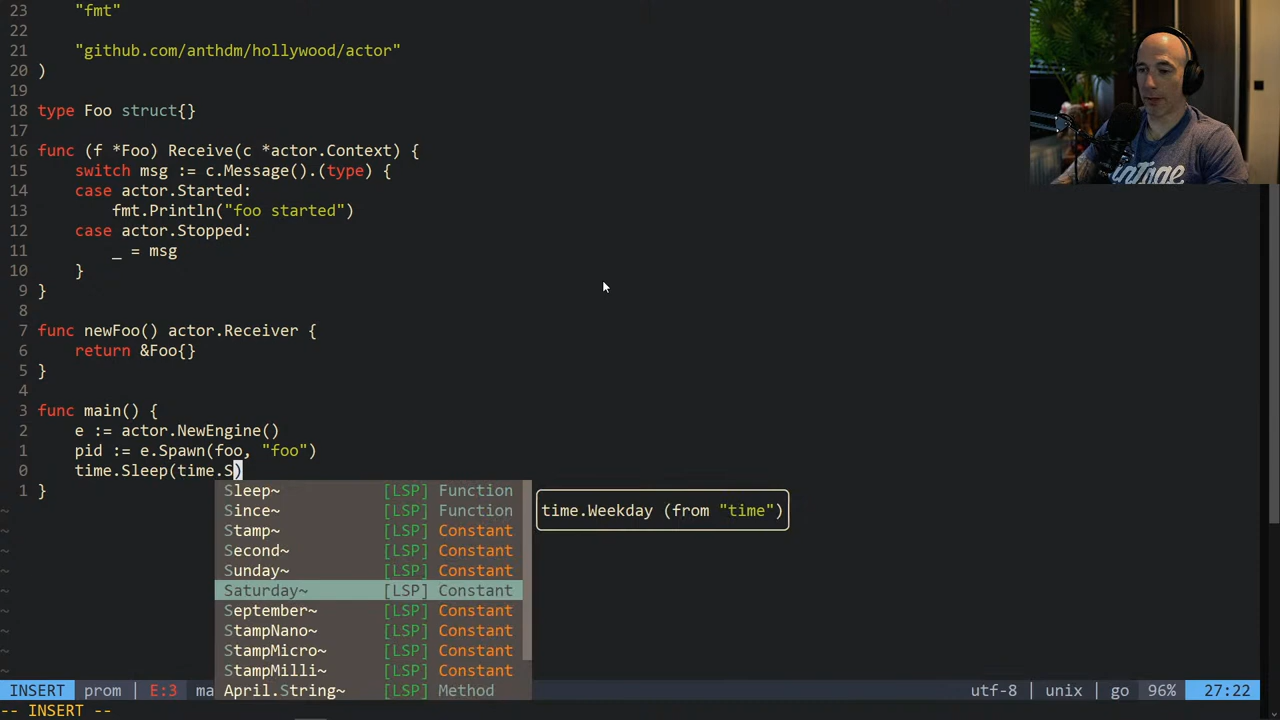 23 "fmt"
22
21 "github.com/anthdm/hollywood/actor"
20 )
19
18 type Foo struct{}
17
16 func (f *Foo) Receive(c *actor.Context) {
15 switch msg := c.Message().(type) {
14 case actor.Started:
13 fmt.Println("foo started")
12 case actor.Stopped:
11 _ = msg
10 }
9 }
8
7 func newFoo() actor.Receiver {
6 return &Foo{}
5 }
4
3 func main() {
2 e := actor.NewEngine()
1 pid := e.Spawn(foo, "foo")
0 time.Sleep(time.S)
1 }
Sleep~ [LSP] Function
Since~ [LSP] Function
Stamp~ [LSP] Constant
Second~ [LSP] Constant
Sunday~ [LSP] Constant
Saturday~ [LSP] Constant
September~ [LSP] Constant
StampNano~ [LSP] Constant
StampMicro~ [LSP] Constant
StampMilli~ [LSP] Constant
April.String~ [LSP] Method
time.Weekday (from "time")
~
~
~
~
~
~
~
~
~
INSERT prom | E:3 ma utf-8 | unix | go 96% 27:22
-- INSERT --